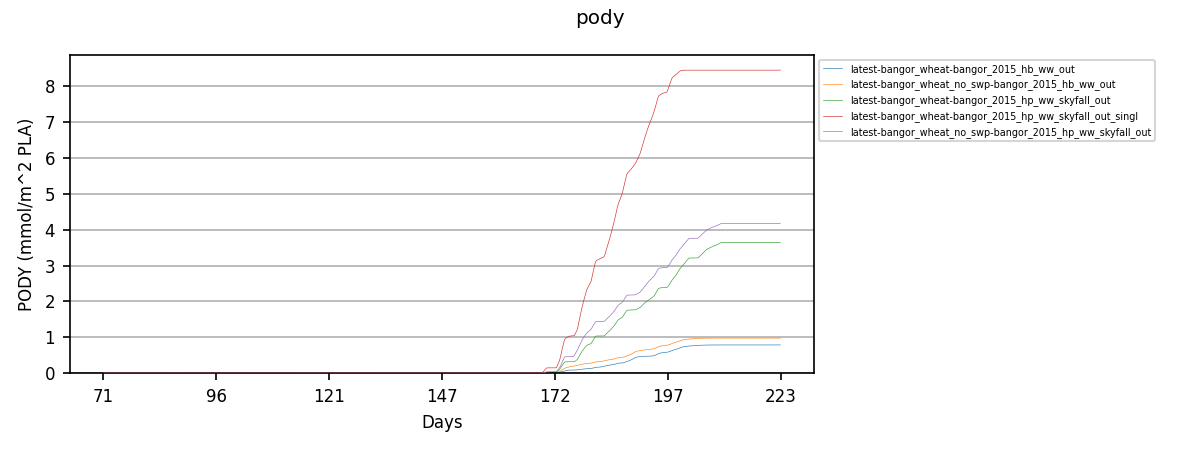 pody
PODY (mmol/m^2 PLA)
8
7
6
5
4
3
2
1
0
71 96 121 147 172 197 223
Days
latest-bangor_wheat-bangor_2015_hb_ww_out
latest-bangor_wheat_no_swp-bangor_2015_hb_ww_out
latest-bangor_wheat-bangor_2015_hp_ww_skyfall_out
latest-bangor_wheat-bangor_2015_hp_ww_skyfall_out_singl
latest-bangor_wheat_no_swp-bangor_2015_hp_ww_skyfall_out